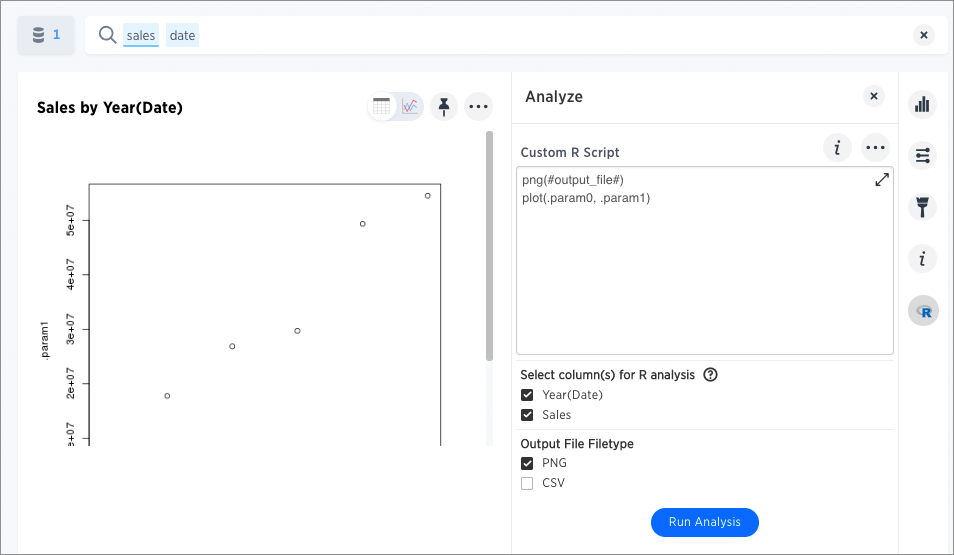 1
sales date
Sales by Year(Date)
5e+07
4e+07
3e+07
2e+07
e+07
.param1
Analyze
Custom R Script
i
png(#output_file#)
plot(.param0, .param1)
Select column(s) for R analysis ?
Year(Date)
Sales
Output File Filetype
PNG
CSV
Run Analysis
i
R